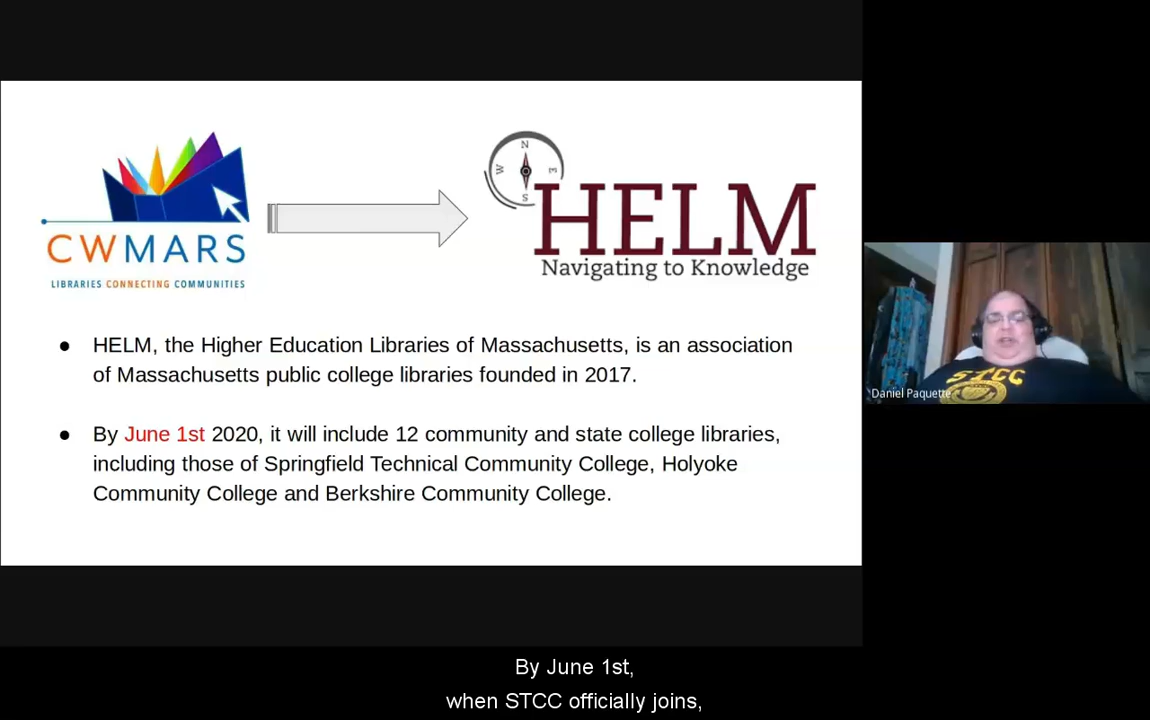 CWMARS
LIBRARIES CONNECTING COMMUNITIES
N
W
E
S
HELM
Navigating to Knowledge
● HELM, the Higher Education Libraries of Massachusetts, is an association
of Massachusetts public college libraries founded in 2017.
● By June 1st 2020, it will include 12 community and state college libraries,
including those of Springfield Technical Community College, Holyoke
Community College and Berkshire Community College.
STCC
Daniel Paquette
By June 1st,
when STCC officially joins,